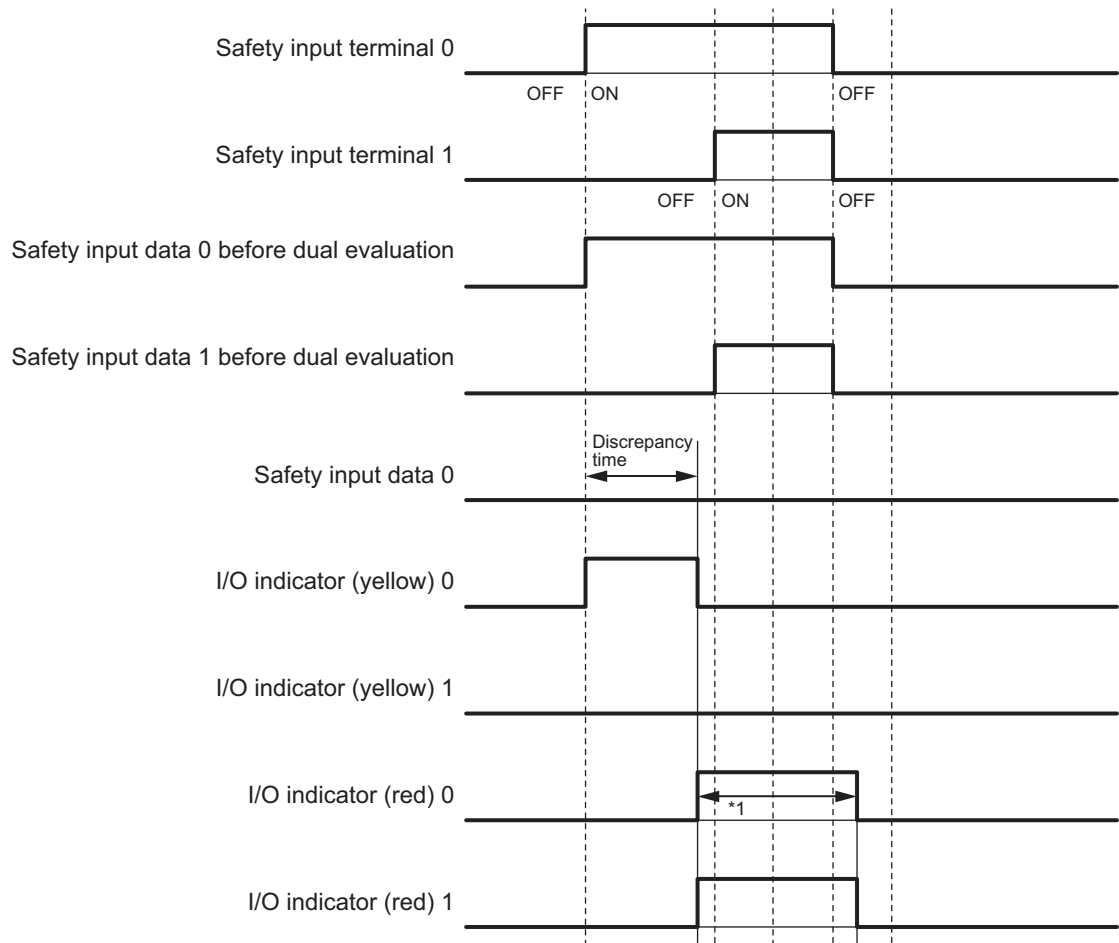 Safety input terminal 0
OFF ON OFF
Safety input terminal 1
OFF ON OFF
Safety input data 0 before dual evaluation
Safety input data 1 before dual evaluation
Discrepancy
time
Safety input data 0
I/O indicator (yellow) 0
I/O indicator (yellow) 1
I/O indicator (red) 0
*1
I/O indicator (red) 1